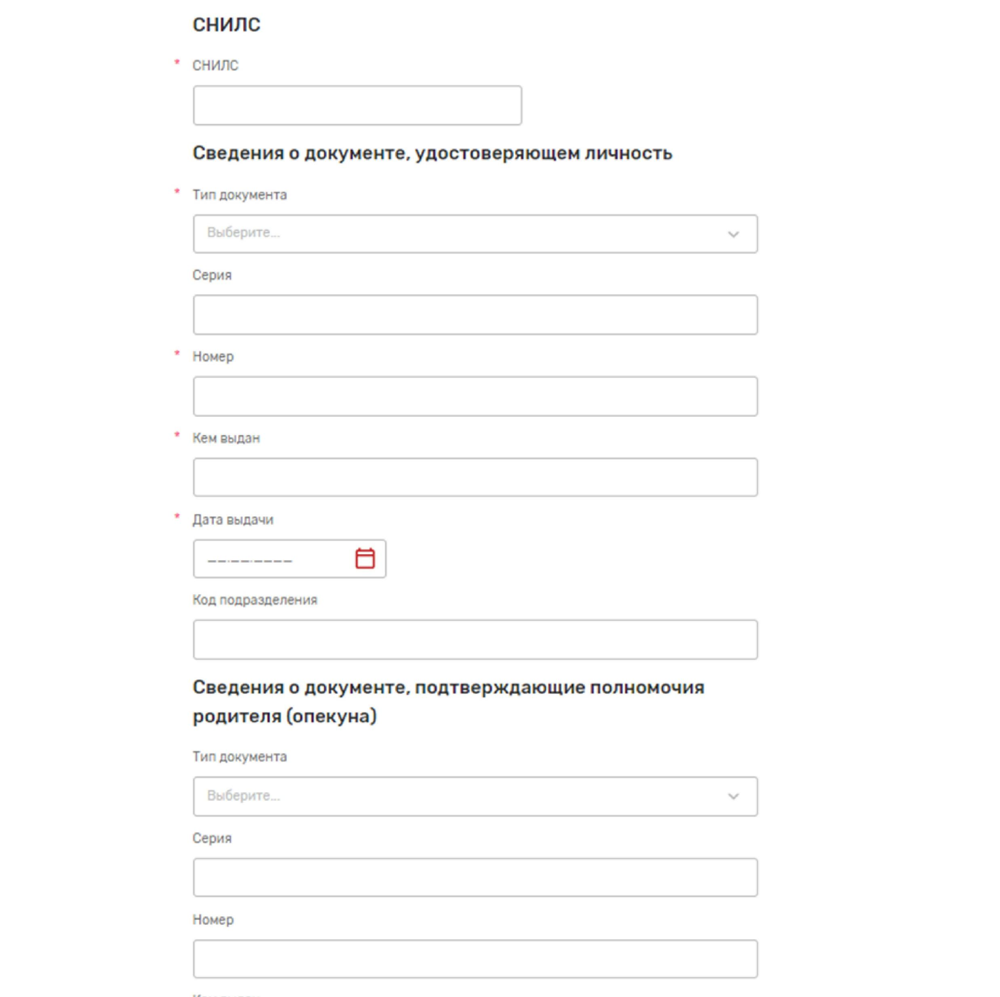 СНИЛС
* СНИЛС
Сведения о документе, удостоверяющем личность
* Тип документа
Выберите...
Серия
* Номер
* Кем выдан
* Дата выдачи
__.__.____
Код подразделения
Сведения о документе, подтверждающие полномочия
родителя (опекуна)
Тип документа
Выберите...
Серия
Номер